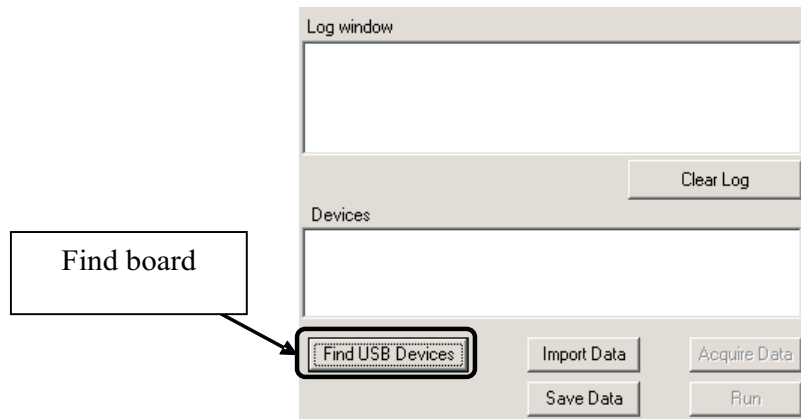 Log window
Clear Log
Devices
Find board
Find USB Devices
Import Data
Acquire Data
Save Data
Run